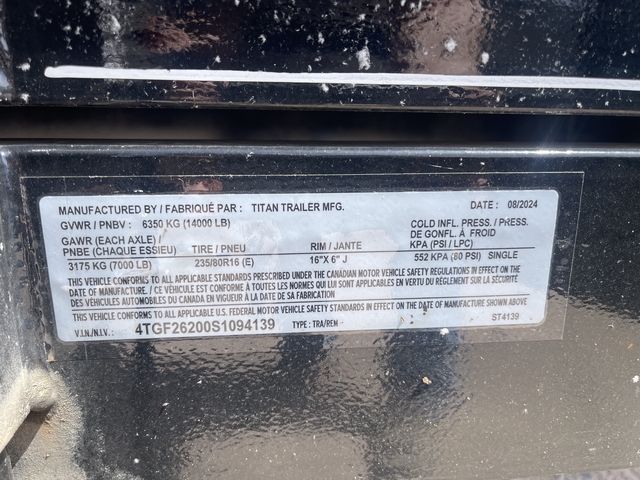 MANUFACTURED BY / FABRIQUÉ PAR : TITAN TRAILER MFG. DATE : 08/2024
GVWR / PNBV : 6350 KG (14000 LB) COLD INFL. PRESS. / PRESS.
DE GONFL. À FROID
GAWR (EACH AXLE) / KPA (PSI / LPC)
PNBE (CHAQUE ESSIEU) TIRE / PNEU RIM / JANTE
3175 KG (7000 LB) 235/80R16 (E) 16"X 6" J 552 KPA (80 PSI) SINGLE
THIS VEHICLE CONFORMS TO ALL APPLICABLE STANDARDS PRESCRIBED UNDER THE CANADIAN MOTOR VEHICLE SAFETY REGULATIONS IN EFFECT ON THE
DATE OF MANUFACTURE. / CE VÉHICULE EST CONFORME À TOUTES LES NORMES QUI LUI SONT APPLICABLES EN VERTU DU RÈGLEMENT SUR LA SÉCURITÉ
DES VÉHICULES AUTOMOBILES DU CANADA EN VIGUEUR À LA DATE DE SA FABRICATION.
THIS VEHICLE CONFORMS TO ALL APPLICABLE U.S. FEDERAL MOTOR VEHICLE SAFETY STANDARDS IN EFFECT ON THE DATE OF MANUFACTURE SHOWN ABOVE
V.I.N./N.I.V. : 4TGF26200S1094139 TYPE : TRA/REM ST4139